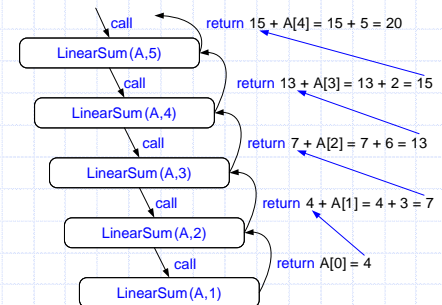 call
return 15 + A[4] = 15 + 5 = 20
LinearSum(A,5)
call
return 13 + A[3] = 13 + 2 = 15
LinearSum(A,4)
call
return 7 + A[2] = 7 + 6 = 13
LinearSum(A,3)
call
return 4 + A[1] = 4 + 3 = 7
LinearSum(A,2)
call
return A[0] = 4
LinearSum(A,1)